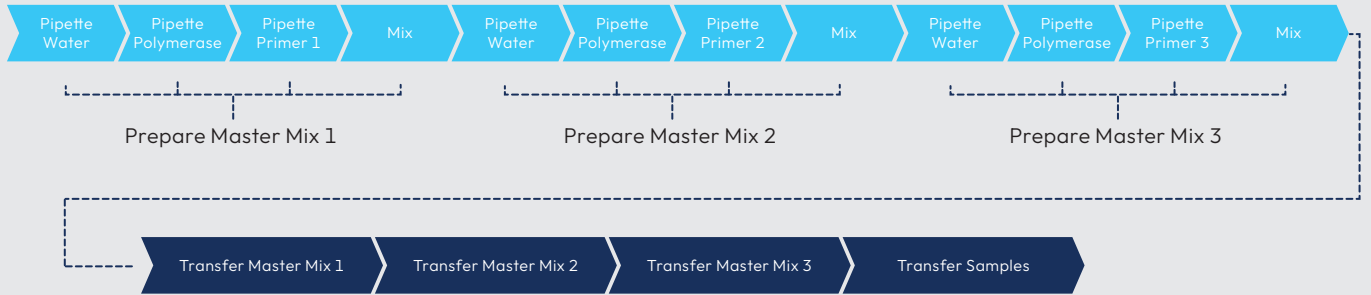 Pipette
Water
Pipette
Polymerase
Pipette
Primer 1
Mix
Pipette
Water
Pipette
Polymerase
Pipette
Primer 2
Mix
Pipette
Water
Pipette
Polymerase
Pipette
Primer 3
Mix
Prepare Master Mix 1
Prepare Master Mix 2
Prepare Master Mix 3
Transfer Master Mix 1
Transfer Master Mix 2
Transfer Master Mix 3
Transfer Samples